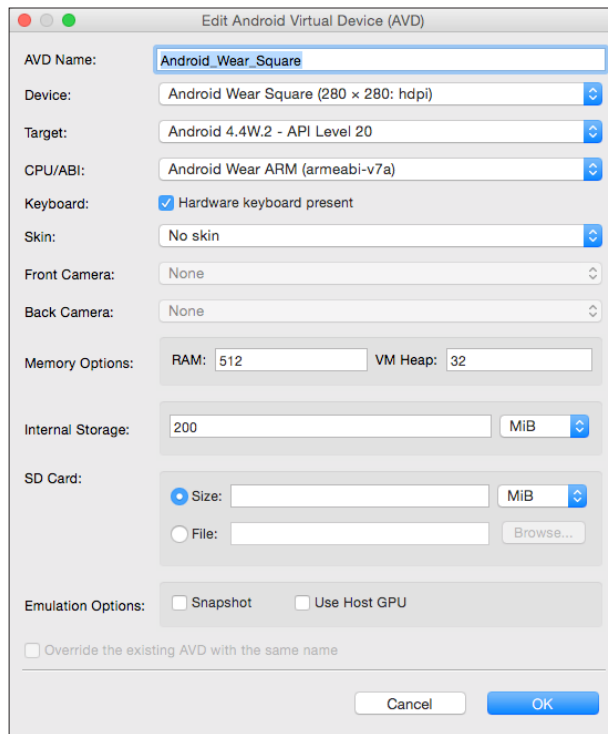 Edit Android Virtual Device (AVD)
AVD Name: Android_Wear_Square
Device: Android Wear Square (280 × 280: hdpi)
Target: Android 4.4W.2 - API Level 20
CPU/ABI: Android Wear ARM (armeabi-v7a)
Keyboard: Hardware keyboard present
Skin: No skin
Front Camera: None
Back Camera: None
Memory Options: RAM: 512 VM Heap: 32
Internal Storage: 200 MiB
SD Card:
Size: MiB
File: Browse...
Emulation Options: Snapshot Use Host GPU
Override the existing AVD with the same name
Cancel OK